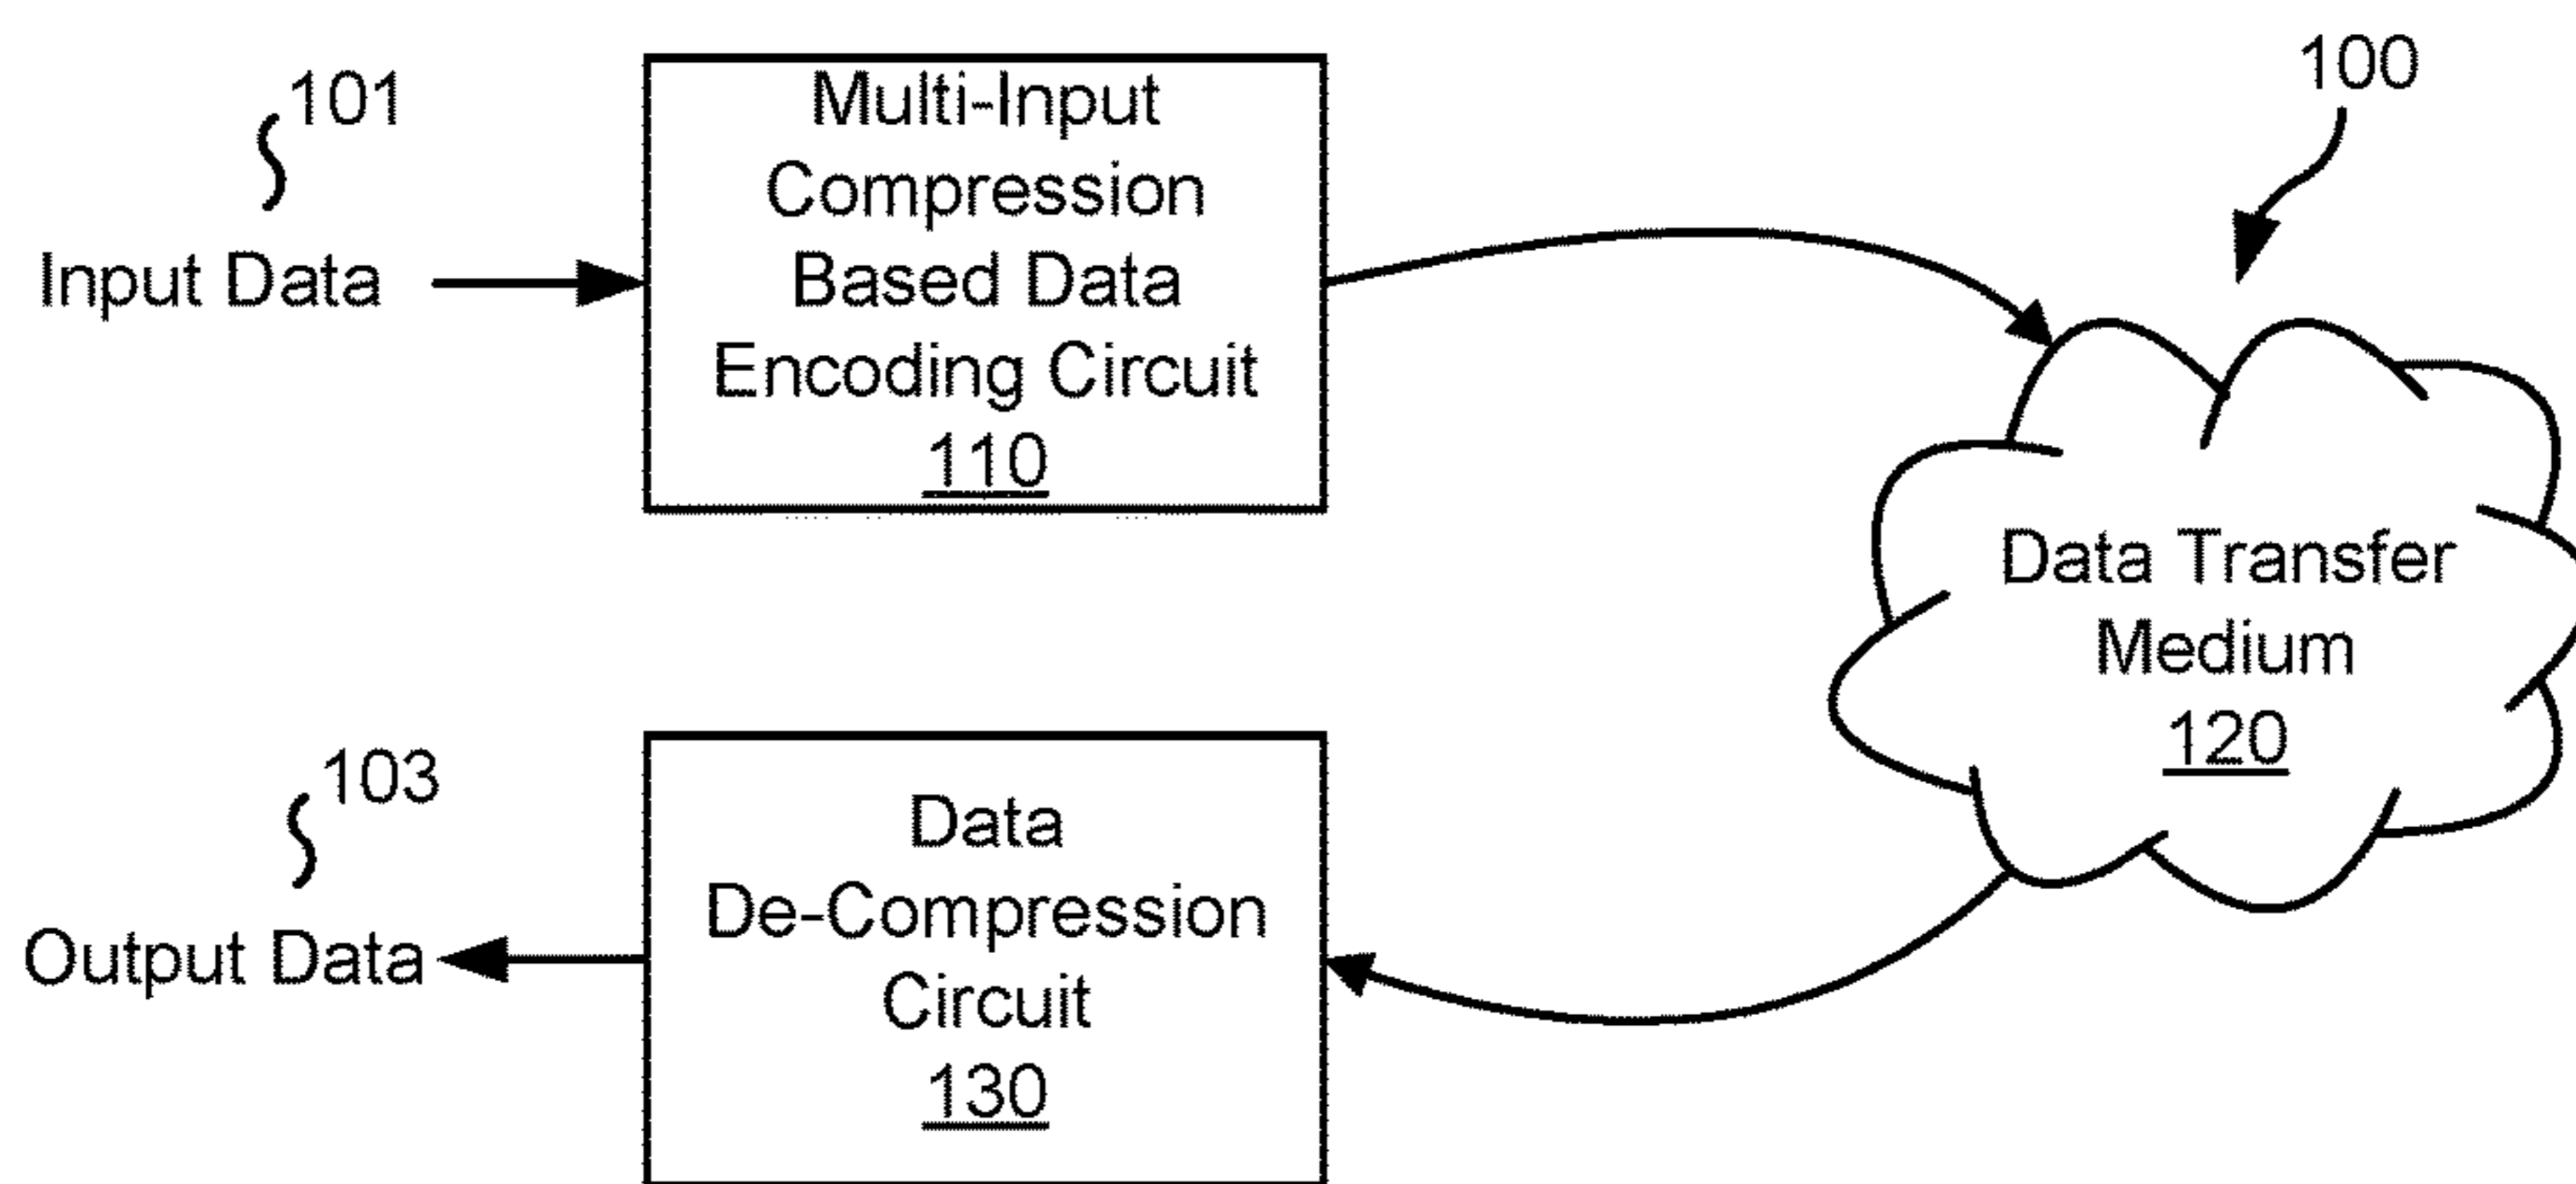 101
Input Data
Multi-Input
Compression
Based Data
Encoding Circuit
110
100
Data Transfer
Medium
120
103
Output Data
Data
De-Compression
Circuit
130